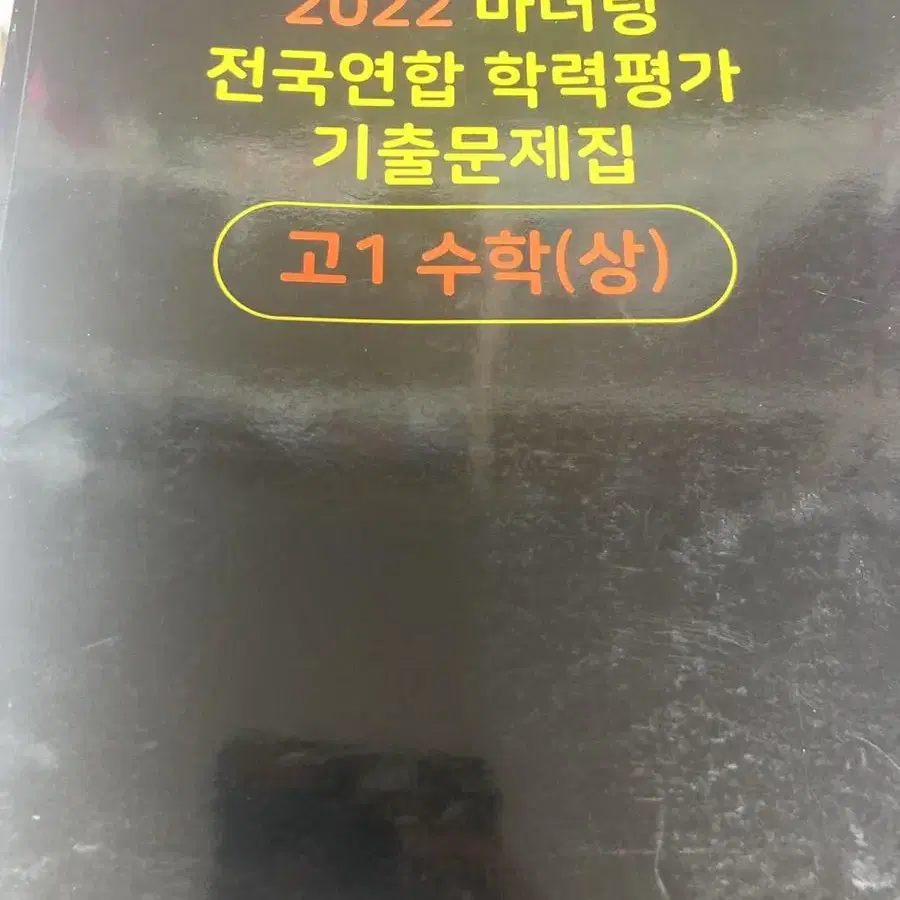 2022 마더텅
전국연합 학력평가
기출문제집
고1 수학(상)